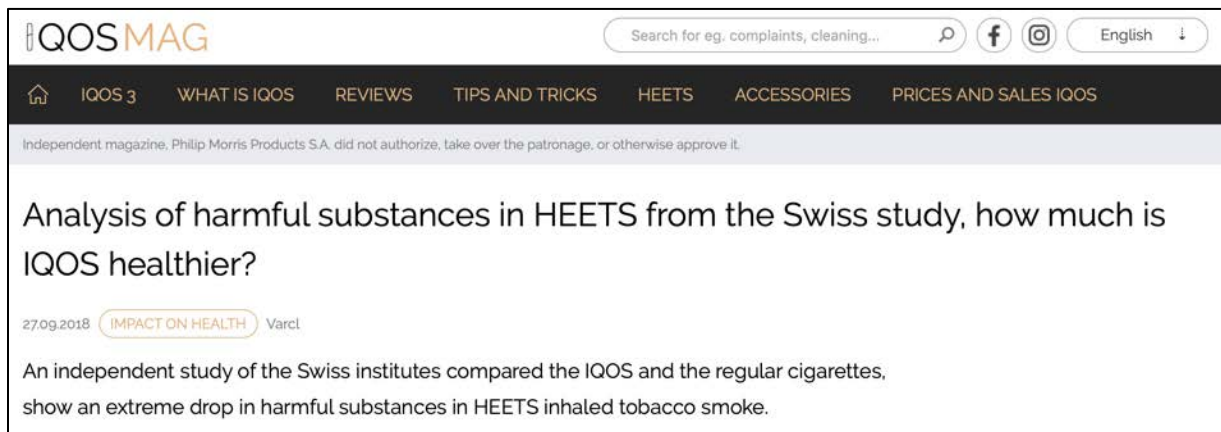 IQOS MAG
Search for eg. complaints, cleaning...
English ↓
IQOS 3 WHAT IS IQOS REVIEWS TIPS AND TRICKS HEETS ACCESSORIES PRICES AND SALES IQOS
Independent magazine, Philip Morris Products S.A. did not authorize, take over the patronage, or otherwise approve it.
Analysis of harmful substances in HEETS from the Swiss study, how much is
IQOS healthier?
27.09.2018 IMPACT ON HEALTH Varcl
An independent study of the Swiss institutes compared the IQOS and the regular cigarettes,
show an extreme drop in harmful substances in HEETS inhaled tobacco smoke.